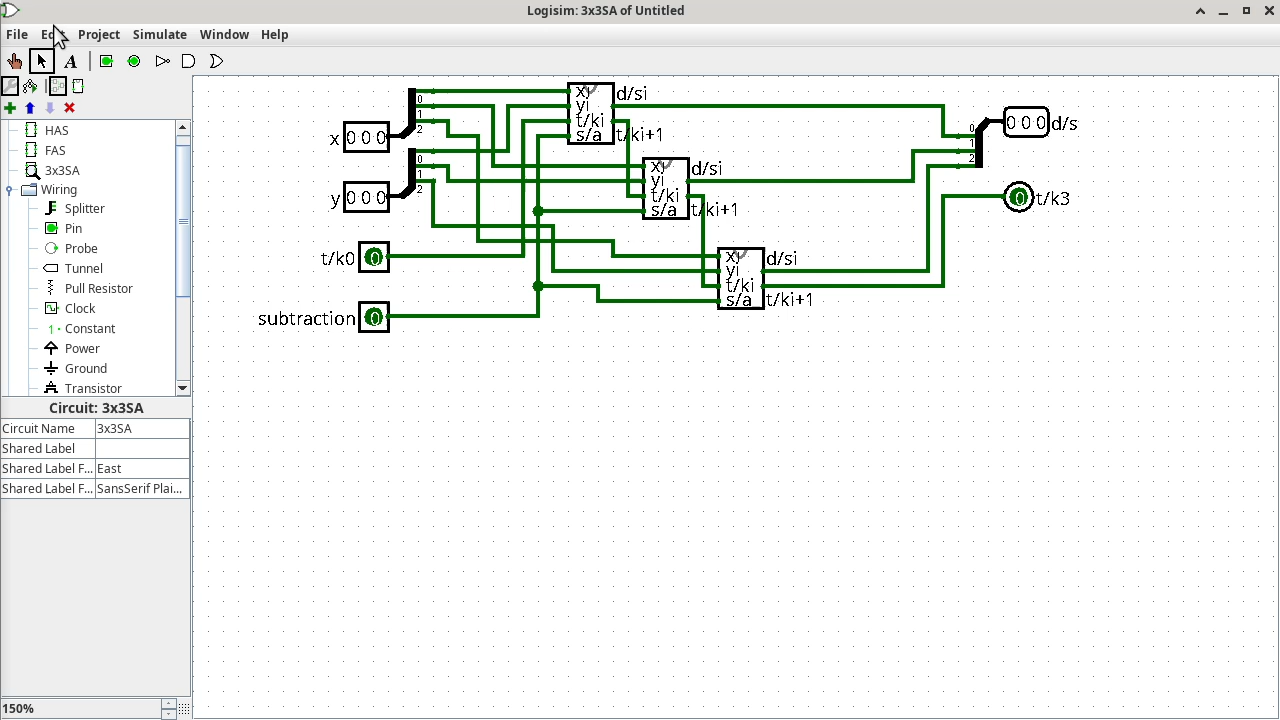 Logisim: 3x3SA of Untitled
File Edit Project Simulate Window Help
A
HAS
FAS
3x3SA
Wiring
Splitter
Pin
Probe
Tunnel
Pull Resistor
Clock
1 Constant
Power
Ground
Transistor
Circuit: 3x3SA
Circuit Name 3x3SA
Shared Label
Shared Label F... East
Shared Label F... SansSerif Plai...
150%
x 0 0 0
0
1
2
y 0 0 0
0
1
2
t/k0 0
subtraction 0
xi
yi
t/ki
s/a
d/si
t/ki+1
xi
yi
t/ki
s/a
d/si
t/ki+1
xi
yi
t/ki
s/a
d/si
t/ki+1
0
1
2
0 0 0 d/s
0 t/k3